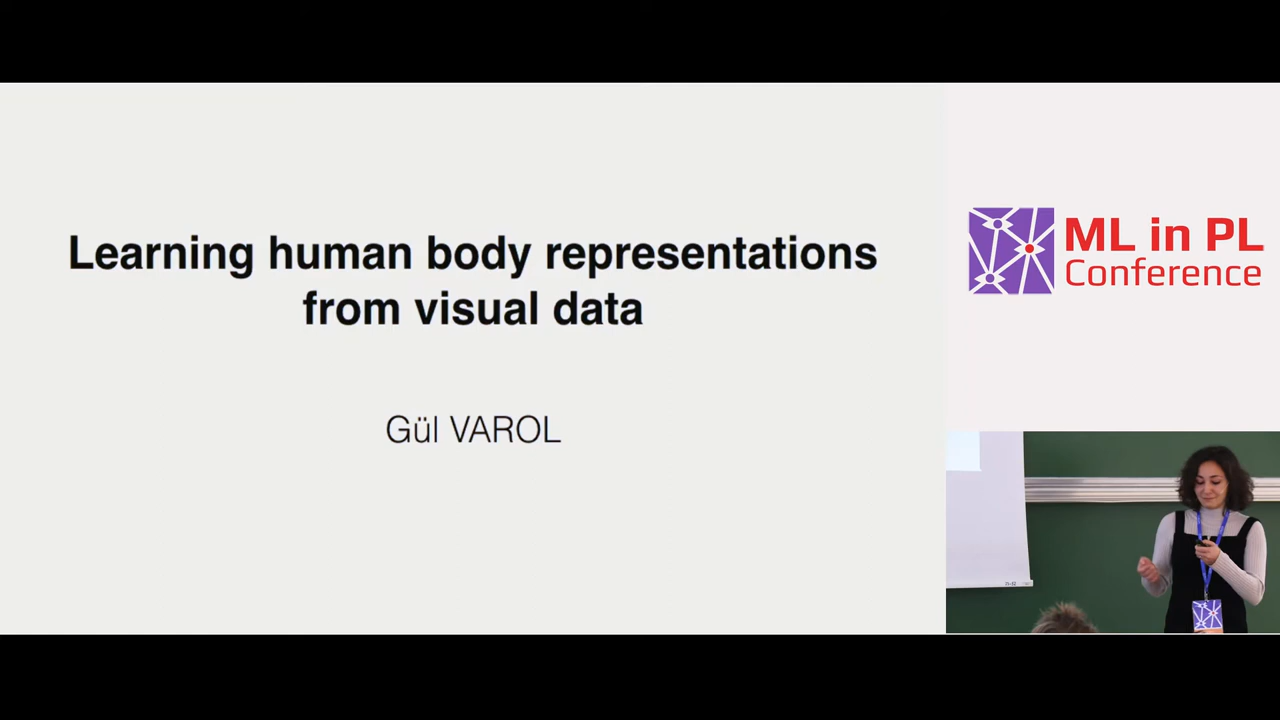 Learning human body representations
from visual data
Gül VAROL
ML in PL
Conference